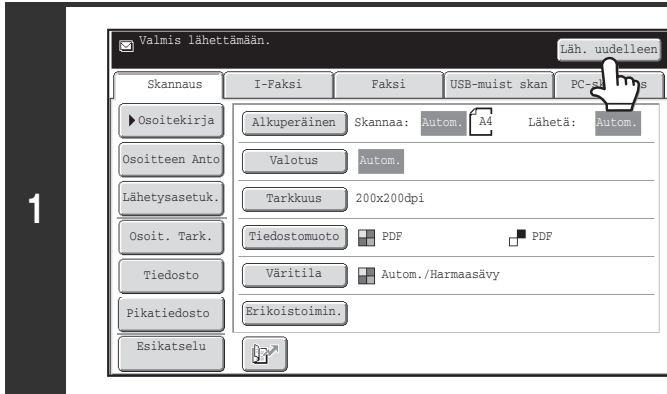 1
Valmis lähettämään.
Läh. uudelleen
Skannaus I-Faksi Faksi USB-muist skan
Osoitekirja Alkuperäinen Skannaa: Autom. A4 Lähetä: Autom.
Osoitteen Anto Valotus Autom.
Lähetysasetuk. Tarkkuus 200x200dpi
Osoit. Tark. Tiedostomuoto PDF PDF
Tiedosto Väritila Autom./Harmaasävy
Pikatiedosto Erikoistoimin.
Esikatselu